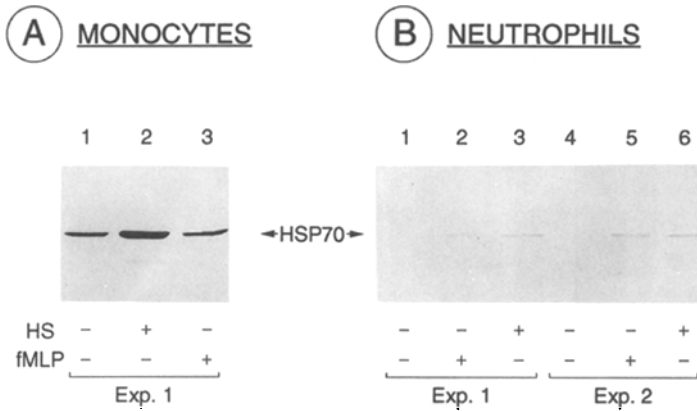 A MONOCYTES
B NEUTROPHILS
1 2 3
1 2 3 4 5 6
HSP70
HS - + -
- - + - - +
fMLP - - +
- + - - + -
Exp. 1
Exp. 1 Exp. 2